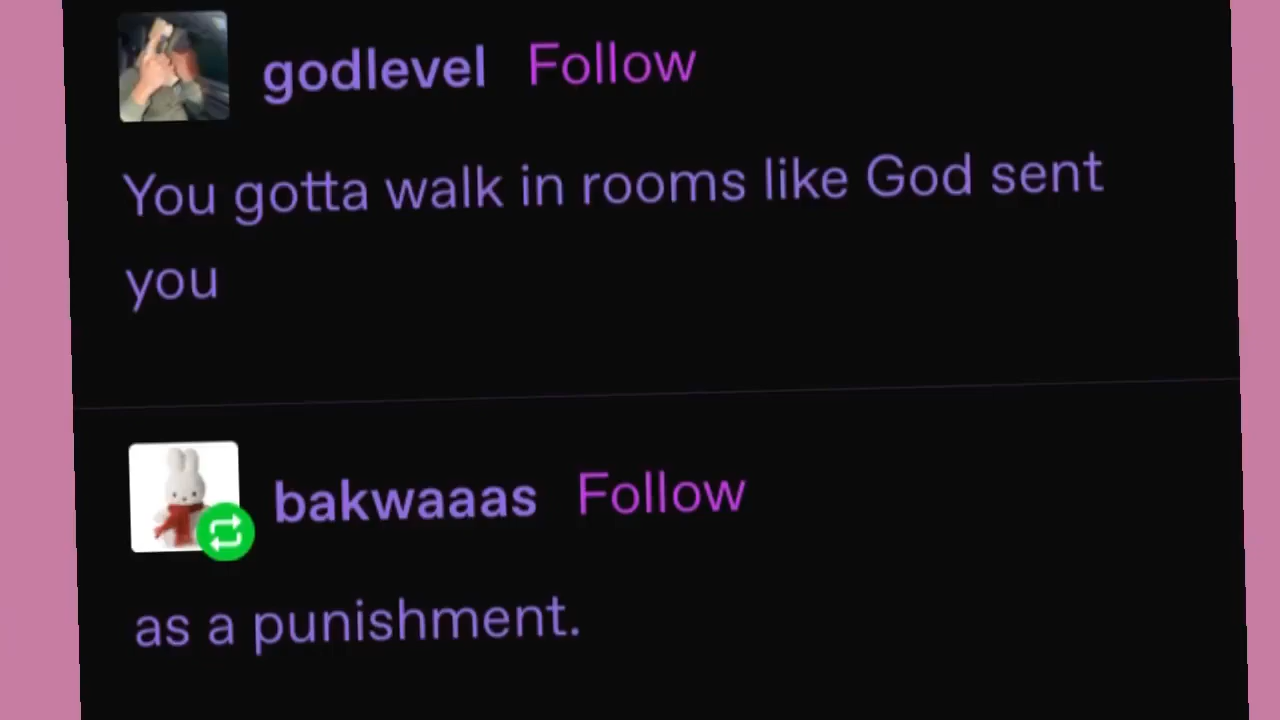 godlevel Follow
You gotta walk in rooms like God sent
you
bakwaaas Follow
as a punishment.